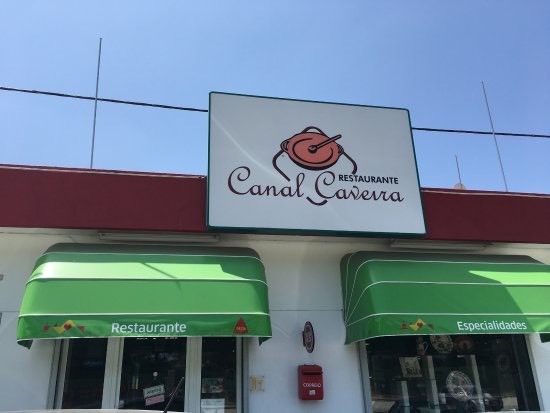 RESTAURANTE
Canal Caveira
Restaurante
Especialidades
CORREIO